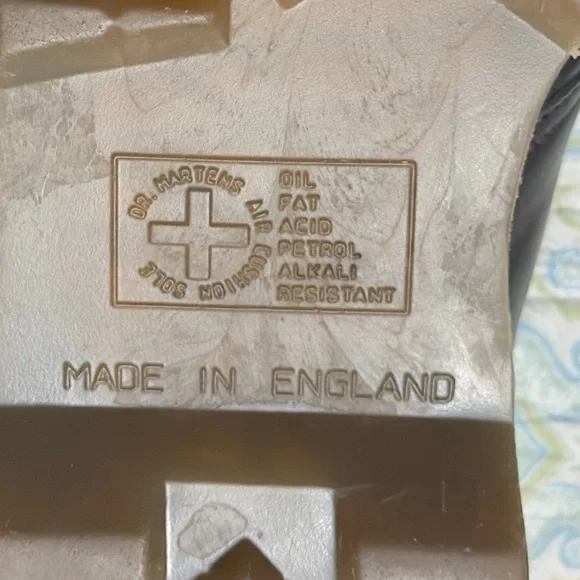 DR. MARTENS AIR CUSHION SOLE
OIL
FAT
ACID
PETROL
ALKALI
RESISTANT
MADE IN ENGLAND